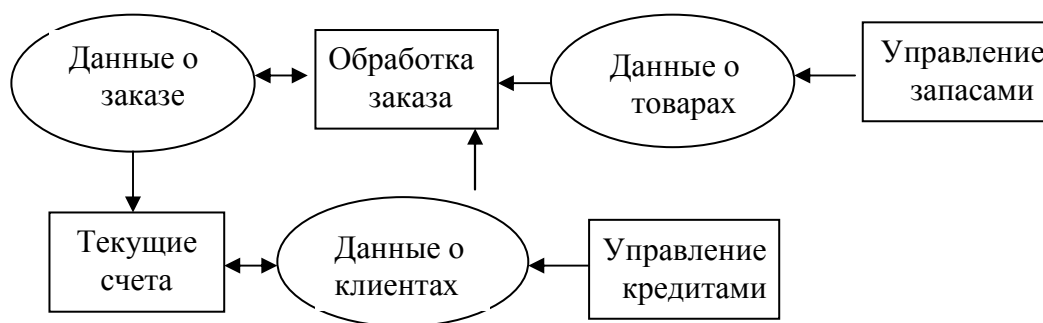 Данные о
заказе
Обработка
заказа
Данные о
товарах
Управление
запасами
Текущие
счета
Данные о
клиентах
Управление
кредитами